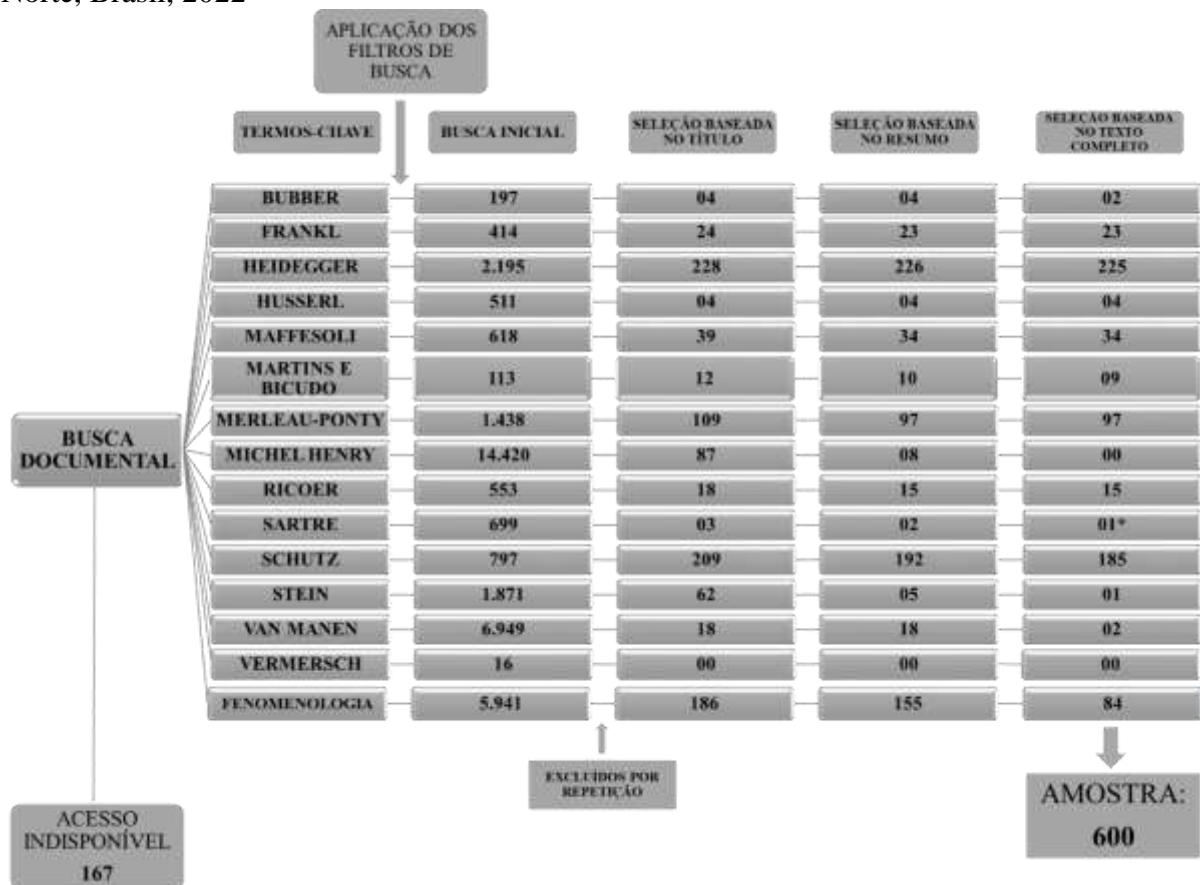 Norte, Brasil, 2022
APLICAÇÃO DOS
FILTROS DE
BUSCA
TERMOS-CHAVE BUSCA INICIAL SELEÇÃO BASEADA NO TÍTULO SELEÇÃO BASEADA NO RESUMO SELEÇÃO BASEADA NO TEXTO COMPLETO
BUBBER 197 04 04 02
FRANKL 414 24 23 23
HEIDEGGER 2.195 228 226 225
HUSSERL 511 04 04 04
MAFFESOLI 618 39 34 34
MARTINS E
BICUDO 113 12 10 09
MERLEAU-PONTY 1.438 109 97 97
MICHEL HENRY 14.420 87 08 00
RICOER 553 18 15 15
SARTRE 699 03 02 01*
SCHUTZ 797 209 192 185
STEIN 1.871 62 05 01
VAN MANEN 6.949 18 18 02
VERMERSCH 16 00 00 00
FENOMENOLOGIA 5.941 186 155 84
BUSCA
DOCUMENTAL
EXCLUÍDOS POR
REPETIÇÃO
AMOSTRA:
600
ACESSO
INDISPONÍVEL
167